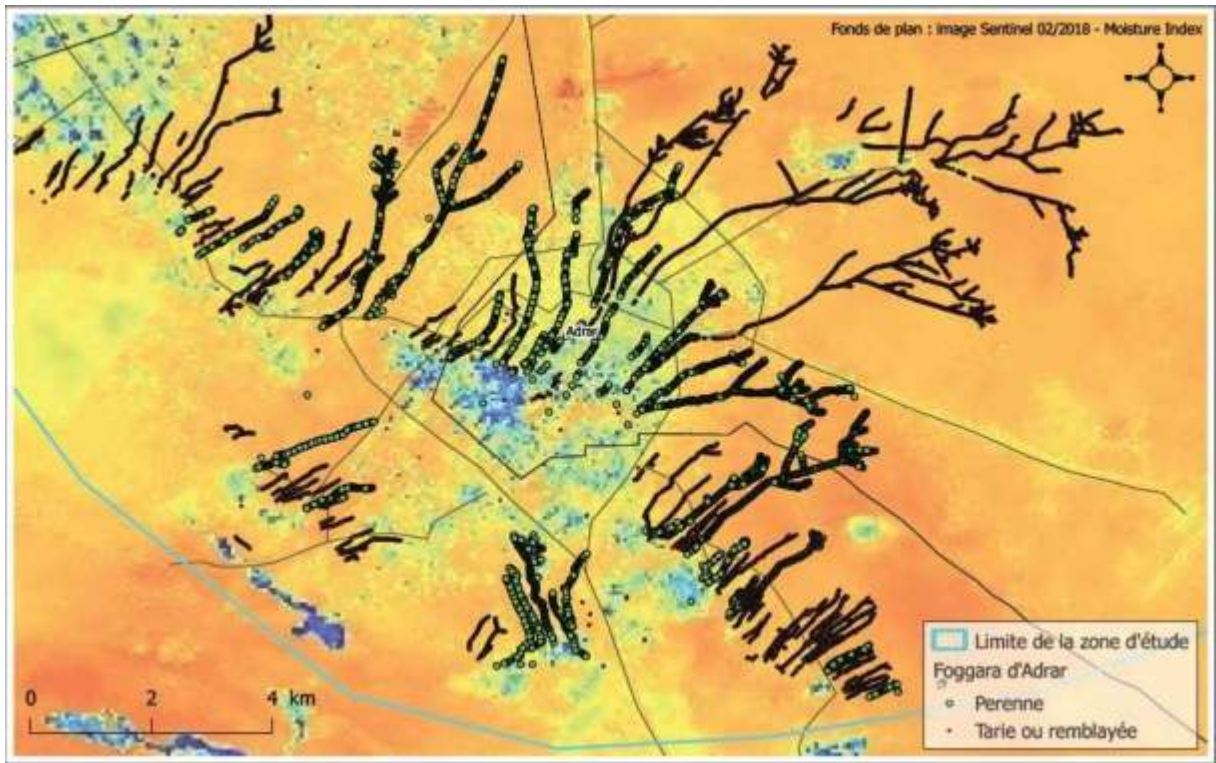 Fonds de plan : image Sentinel 02/2018 - Moisture Index
Adrar
0 2 4 km
Limite de la zone d'étude
Foggara d'Adrar
Perenne
Tarie ou remblayée